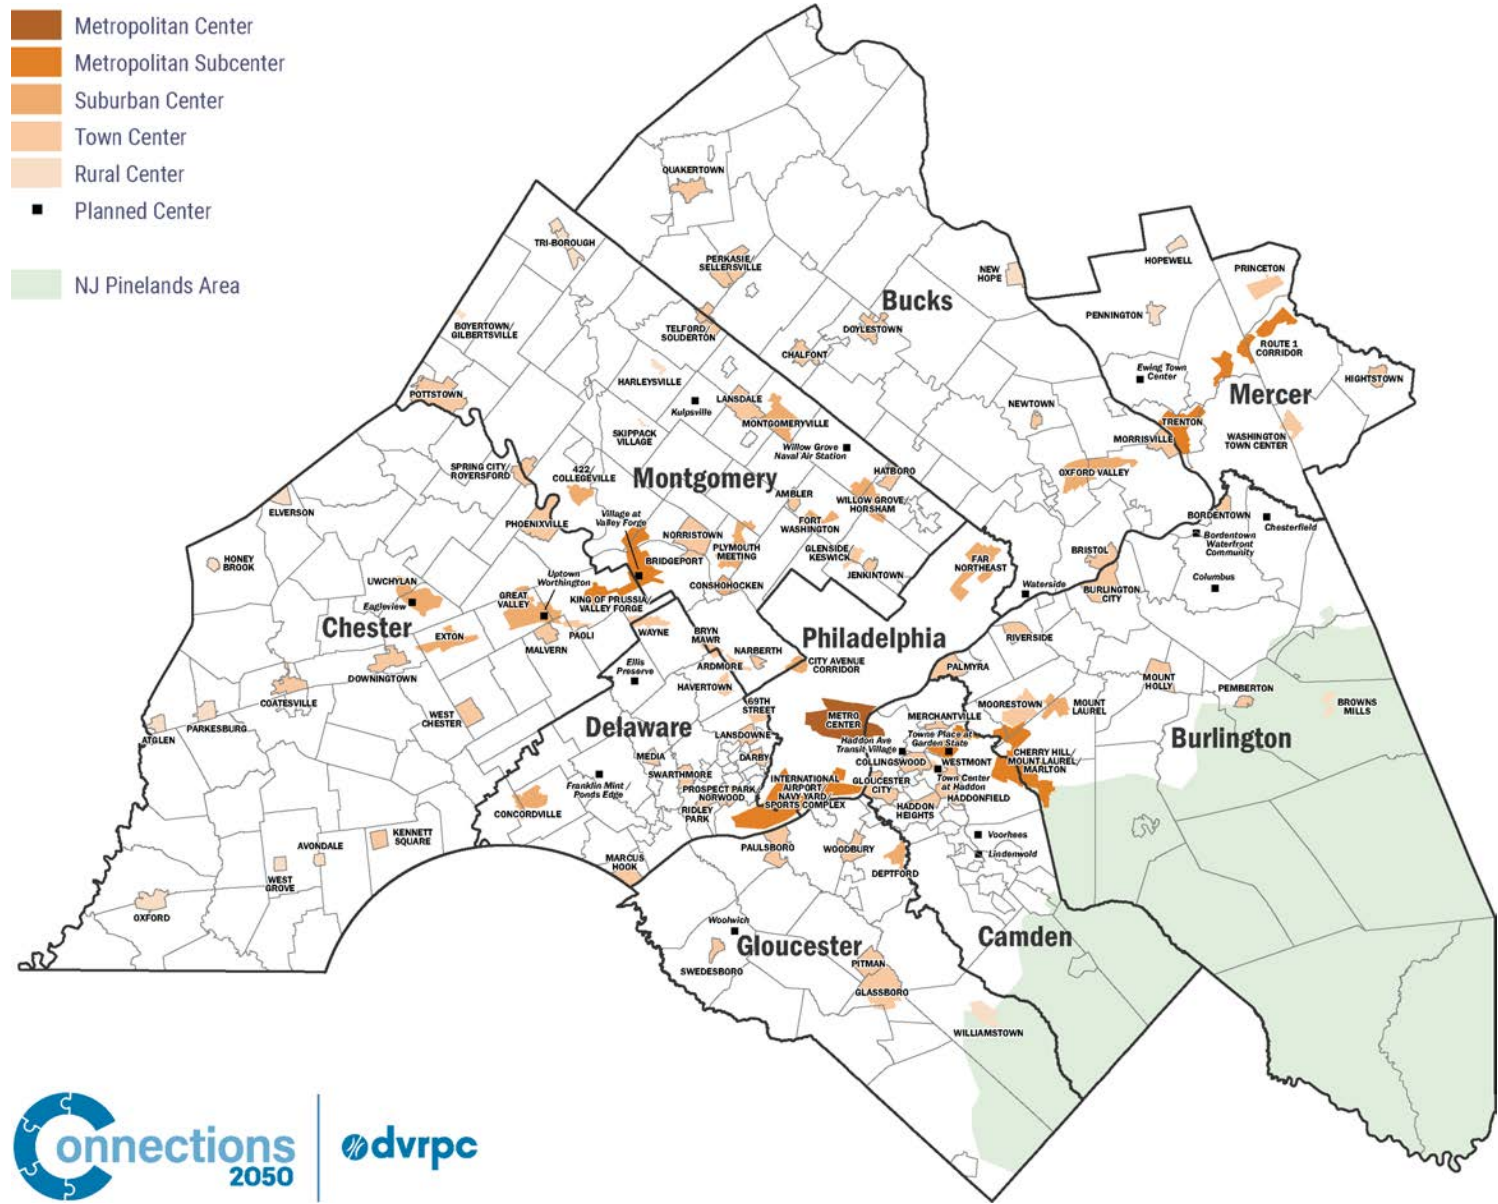 Metropolitan Center
Metropolitan Subcenter
Suburban Center
Town Center
Rural Center
Planned Center
NJ Pinelands Area
QUAKERTOWN
TRI-BOROUGH
PERKASIE/
SELLERSVILLE
NEW
HOPE
HOPEWELL
PRINCETON
Bucks
PENNINGTON
BOYERTOWN/
GILBERTSVILLE
TELFORD/
SOUDERTON
DOYLESTOWN
CHALFONT
ROUTE 1
CORRIDOR
Ewing Town
Center
HIGHTSTOWN
Mercer
HARLEYSVILLE
POTTSTOWN
Kulpsville
LANSDALE
MONTGOMERYVILLE
NEWTOWN
TRENTON
MORRISVILLE
WASHINGTON
TOWN CENTER
SKIPPACK
VILLAGE
Willow Grove
Naval Air Station
SPRING CITY/
ROYERSFORD
422/
COLLEGEVILLE
Montgomery
HATBORO
OXFORD VALLEY
ELVERSON
AMBLER
WILLOW GROVE/
HORSHAM
PHOENIXVILLE
Village at
Valley Forge
FORT
WASHINGTON
BORDENTOWN
Chesterfield
Bordentown
Waterfront
Community
NORRISTOWN
BRIDGEPORT
PLYMOUTH
MEETING
GLENSIDE/
KESWICK
JENKINTOWN
FAR
NORTHEAST
BRISTOL
HONEY
BROOK
UWCHLAN
Eagleview
Uptown
Worthington
GREAT
VALLEY
KING OF PRUSSIA/
VALLEY FORGE
CONSHOHOCKEN
Waterside
BURLINGTON
CITY
Columbus
Chester
EXTON
PAOLI
MALVERN
WAYNE
BRYN
MAWR
NARBERTH
ARDMORE
Philadelphia
CITY AVENUE
CORRIDOR
RIVERSIDE
PALMYRA
DOWNINGTOWN
COATESVILLE
Ellis
Preserve
HAVERTOWN
MOUNT
HOLLY
PEMBERTON
BROWNS
MILLS
PARKESBURG
ATGLEN
WEST
CHESTER
Delaware
69TH
STREET
LANSDOWNE
METRO
CENTER
MERCHANTVILLE
MOORESTOWN
MOUNT
LAUREL
Burlington
Haddon Ave
Transit Village
Towne Place at
Garden State
MEDIA
DARBY
COLLINGSWOOD
WESTMONT
CHERRY HILL/
MOUNT LAUREL/
MARLTON
SWARTHMORE
Franklin Mint /
Ponds Edge
PROSPECT PARK/
NORWOOD
RIDLEY
PARK
INTERNATIONAL
AIRPORT/
NAVY YARD/
SPORTS COMPLEX
GLOUCESTER
CITY
Town Center
at Haddon
HADDONFIELD
HADDON
HEIGHTS
CONCORDVILLE
KENNETT
SQUARE
AVONDALE
WEST
GROVE
OXFORD
MARCUS
HOOK
PAULSBORO
WOODBURY
DEPTFORD
Voorhees
Lindenwold
Woolwich
Gloucester
Camden
SWEDESBORO
PITMAN
GLASSBORO
WILLIAMSTOWN
Connections
2050
dvrpc